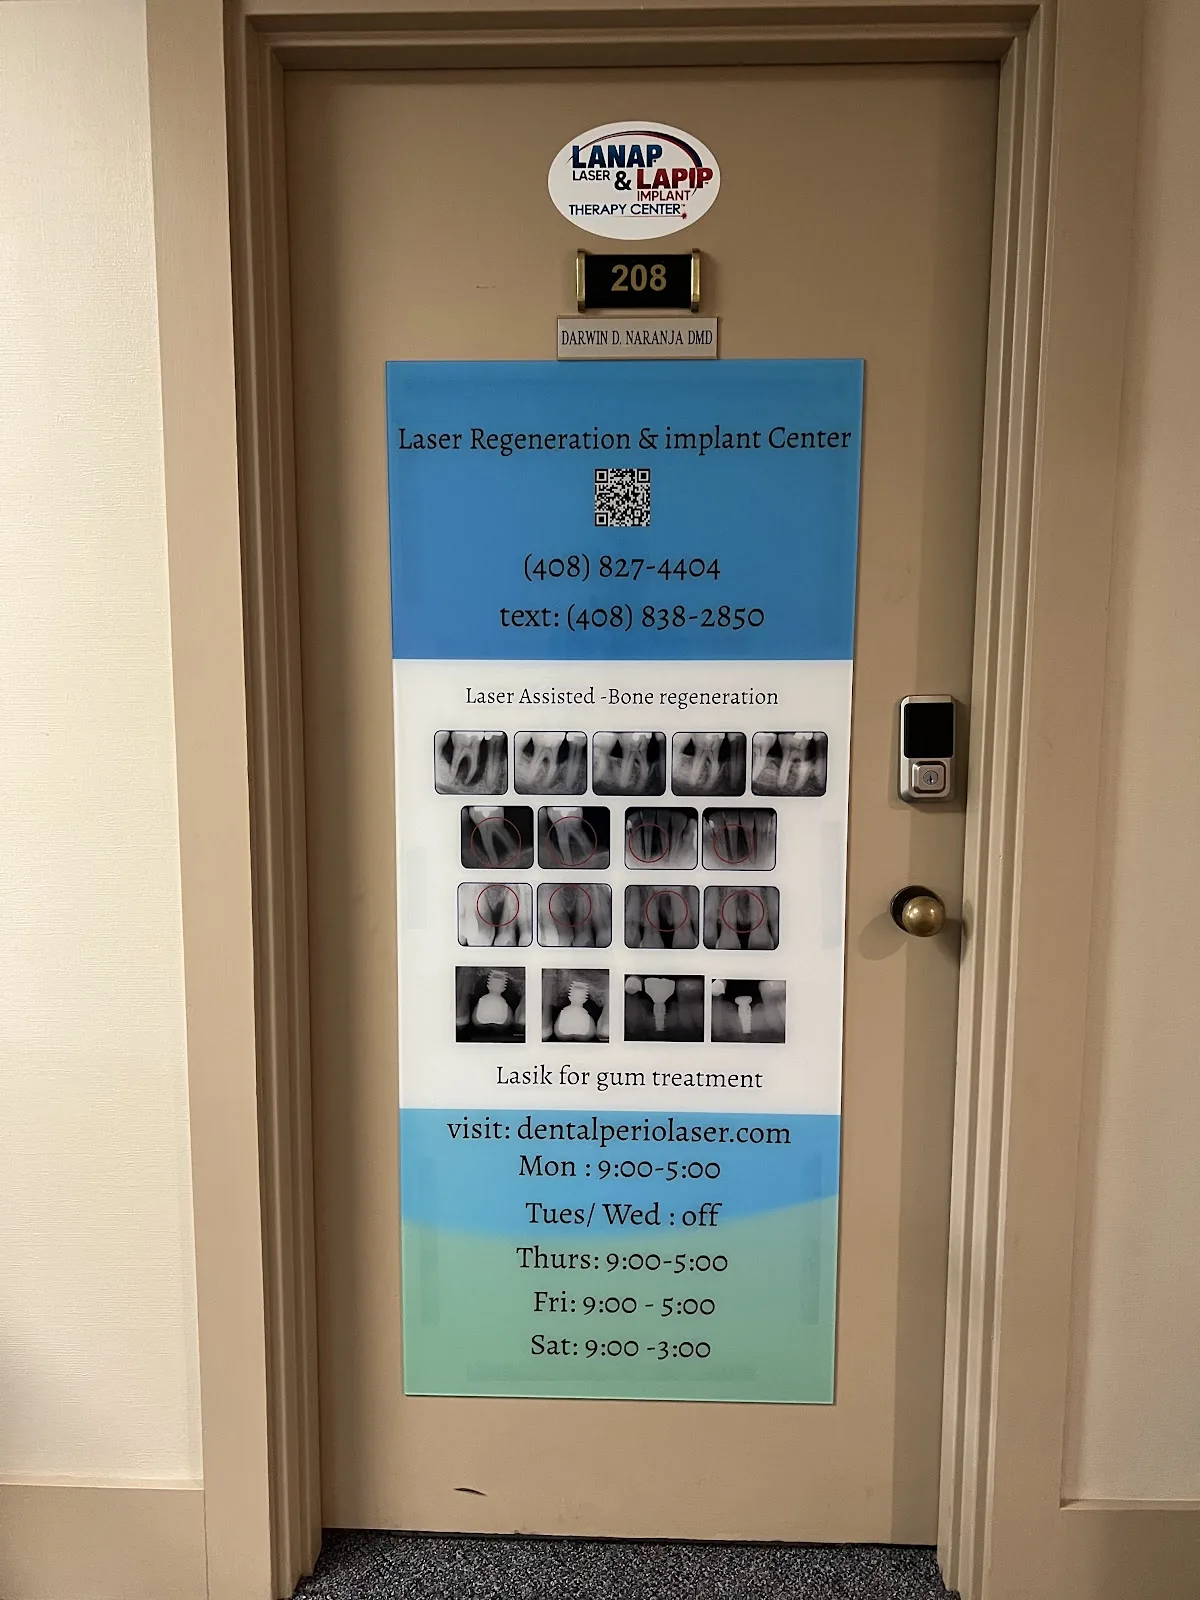 LANAP
LASER & LAPIP
IMPLANT
THERAPY CENTER™
208
DARWIN D. NARANJA DMD
Laser Regeneration & implant Center
(408) 827-4404
text: (408) 838-2850
Laser Assisted -Bone regeneration
Lasik for gum treatment
visit: dentalperiolaser.com
Mon : 9:00-5:00
Tues/ Wed : off
Thurs: 9:00-5:00
Fri: 9:00 - 5:00
Sat: 9:00 -3:00